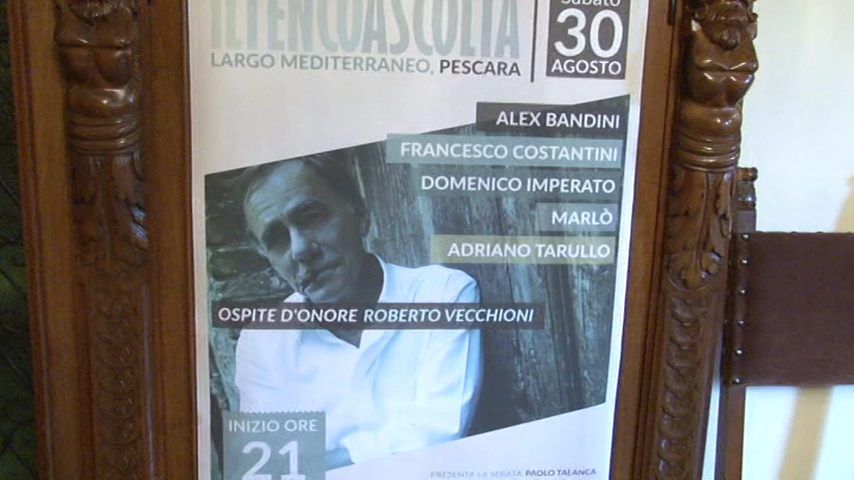 ILTENCOASCOLTA
LARGO MEDITERRANEO, PESCARA
Sabato
30
AGOSTO
ALEX BANDINI
FRANCESCO COSTANTINI
DOMENICO IMPERATO
MARLÒ
ADRIANO TARULLO
OSPITE D'ONORE ROBERTO VECCHIONI
INIZIO ORE
21
PRESENTA LA SERATA PAOLO TALANCA